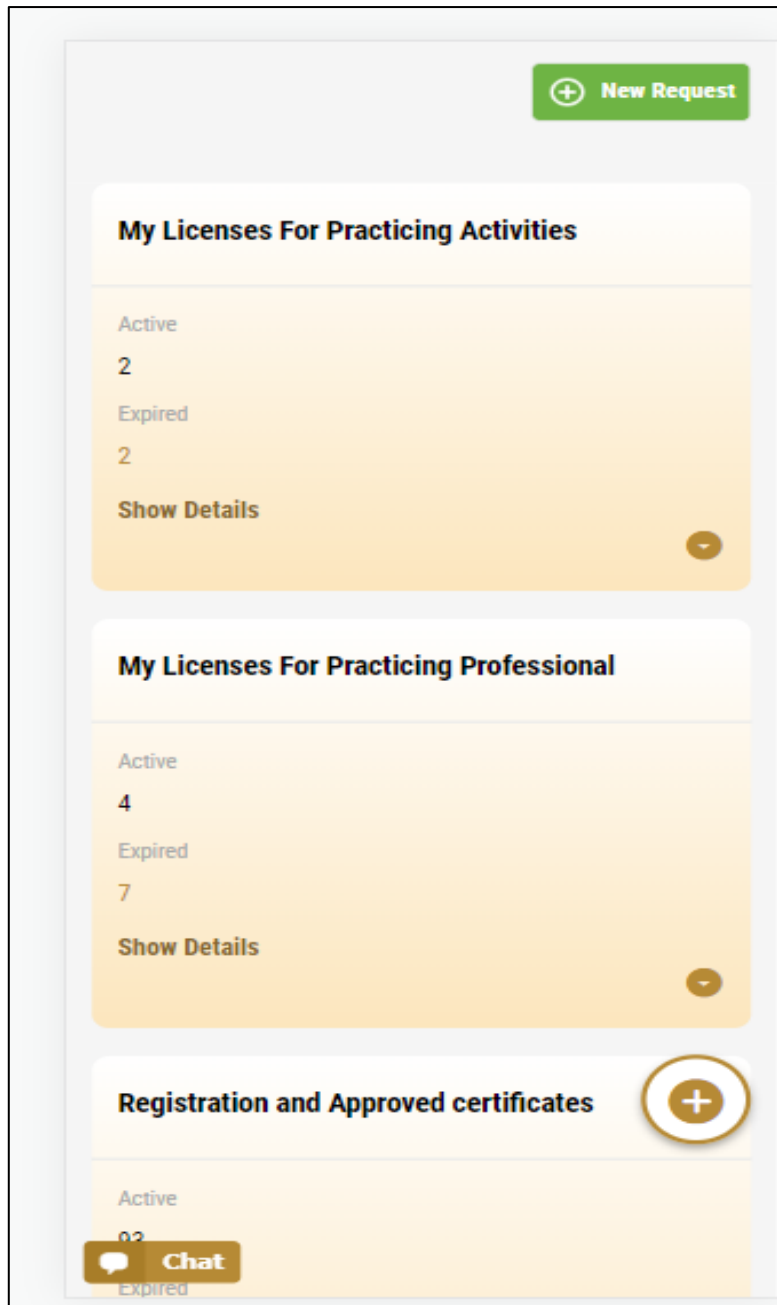 New Request
My Licenses For Practicing Activities
Active
2
Expired
2
Show Details
My Licenses For Practicing Professional
Active
4
Expired
7
Show Details
Registration and Approved certificates
Active
93
Chat
Expired